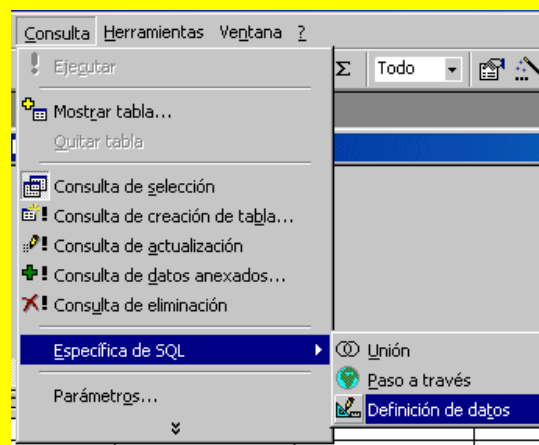 Consulta Herramientas Ventana ?
Ejecutar
Σ Todo
Mostrar tabla...
Quitar tabla
Consulta de selección
Consulta de creación de tabla...
Consulta de actualización
Consulta de datos anexados...
Consulta de eliminación
Específica de SQL
Unión
Paso a través
Parámetros...
Definición de datos